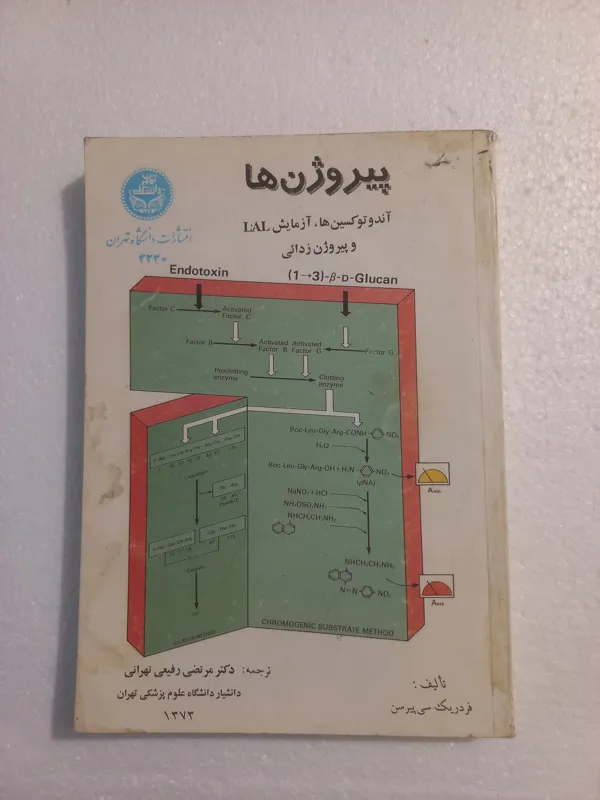 پیروژن‌ها
آندوتوکسین‌ها، آزمایش LAL
و پیروژن زدائی
انتشارات دانشگاه تهران
۲۲۲۰
Endotoxin
(1→3)-β-D-Glucan
Factor C
Activated
Factor C
Factor B
Activated Activated
Factor B Factor G
Factor G
Proclotting
enzyme
Clotting
enzyme
Boc-Leu-Gly-Arg-CONH NO₂
H₂O
Boc-Leu-Gly-Arg-OH + H₂N NO₂
(pNA)
NaNO₂ + HCl
NH₄OSO₂NH₂
NHCH₂CH₂NH₂
NHCH₂CH₂NH₂
N=N NO₂
CHROMOGENIC SUBSTRATE METHOD
ترجمه: دکتر مرتضی رفیعی تهرانی
دانشیار دانشگاه علوم پزشکی تهران
۱۳۷۳
تألیف:
فردریک سی پیرسن